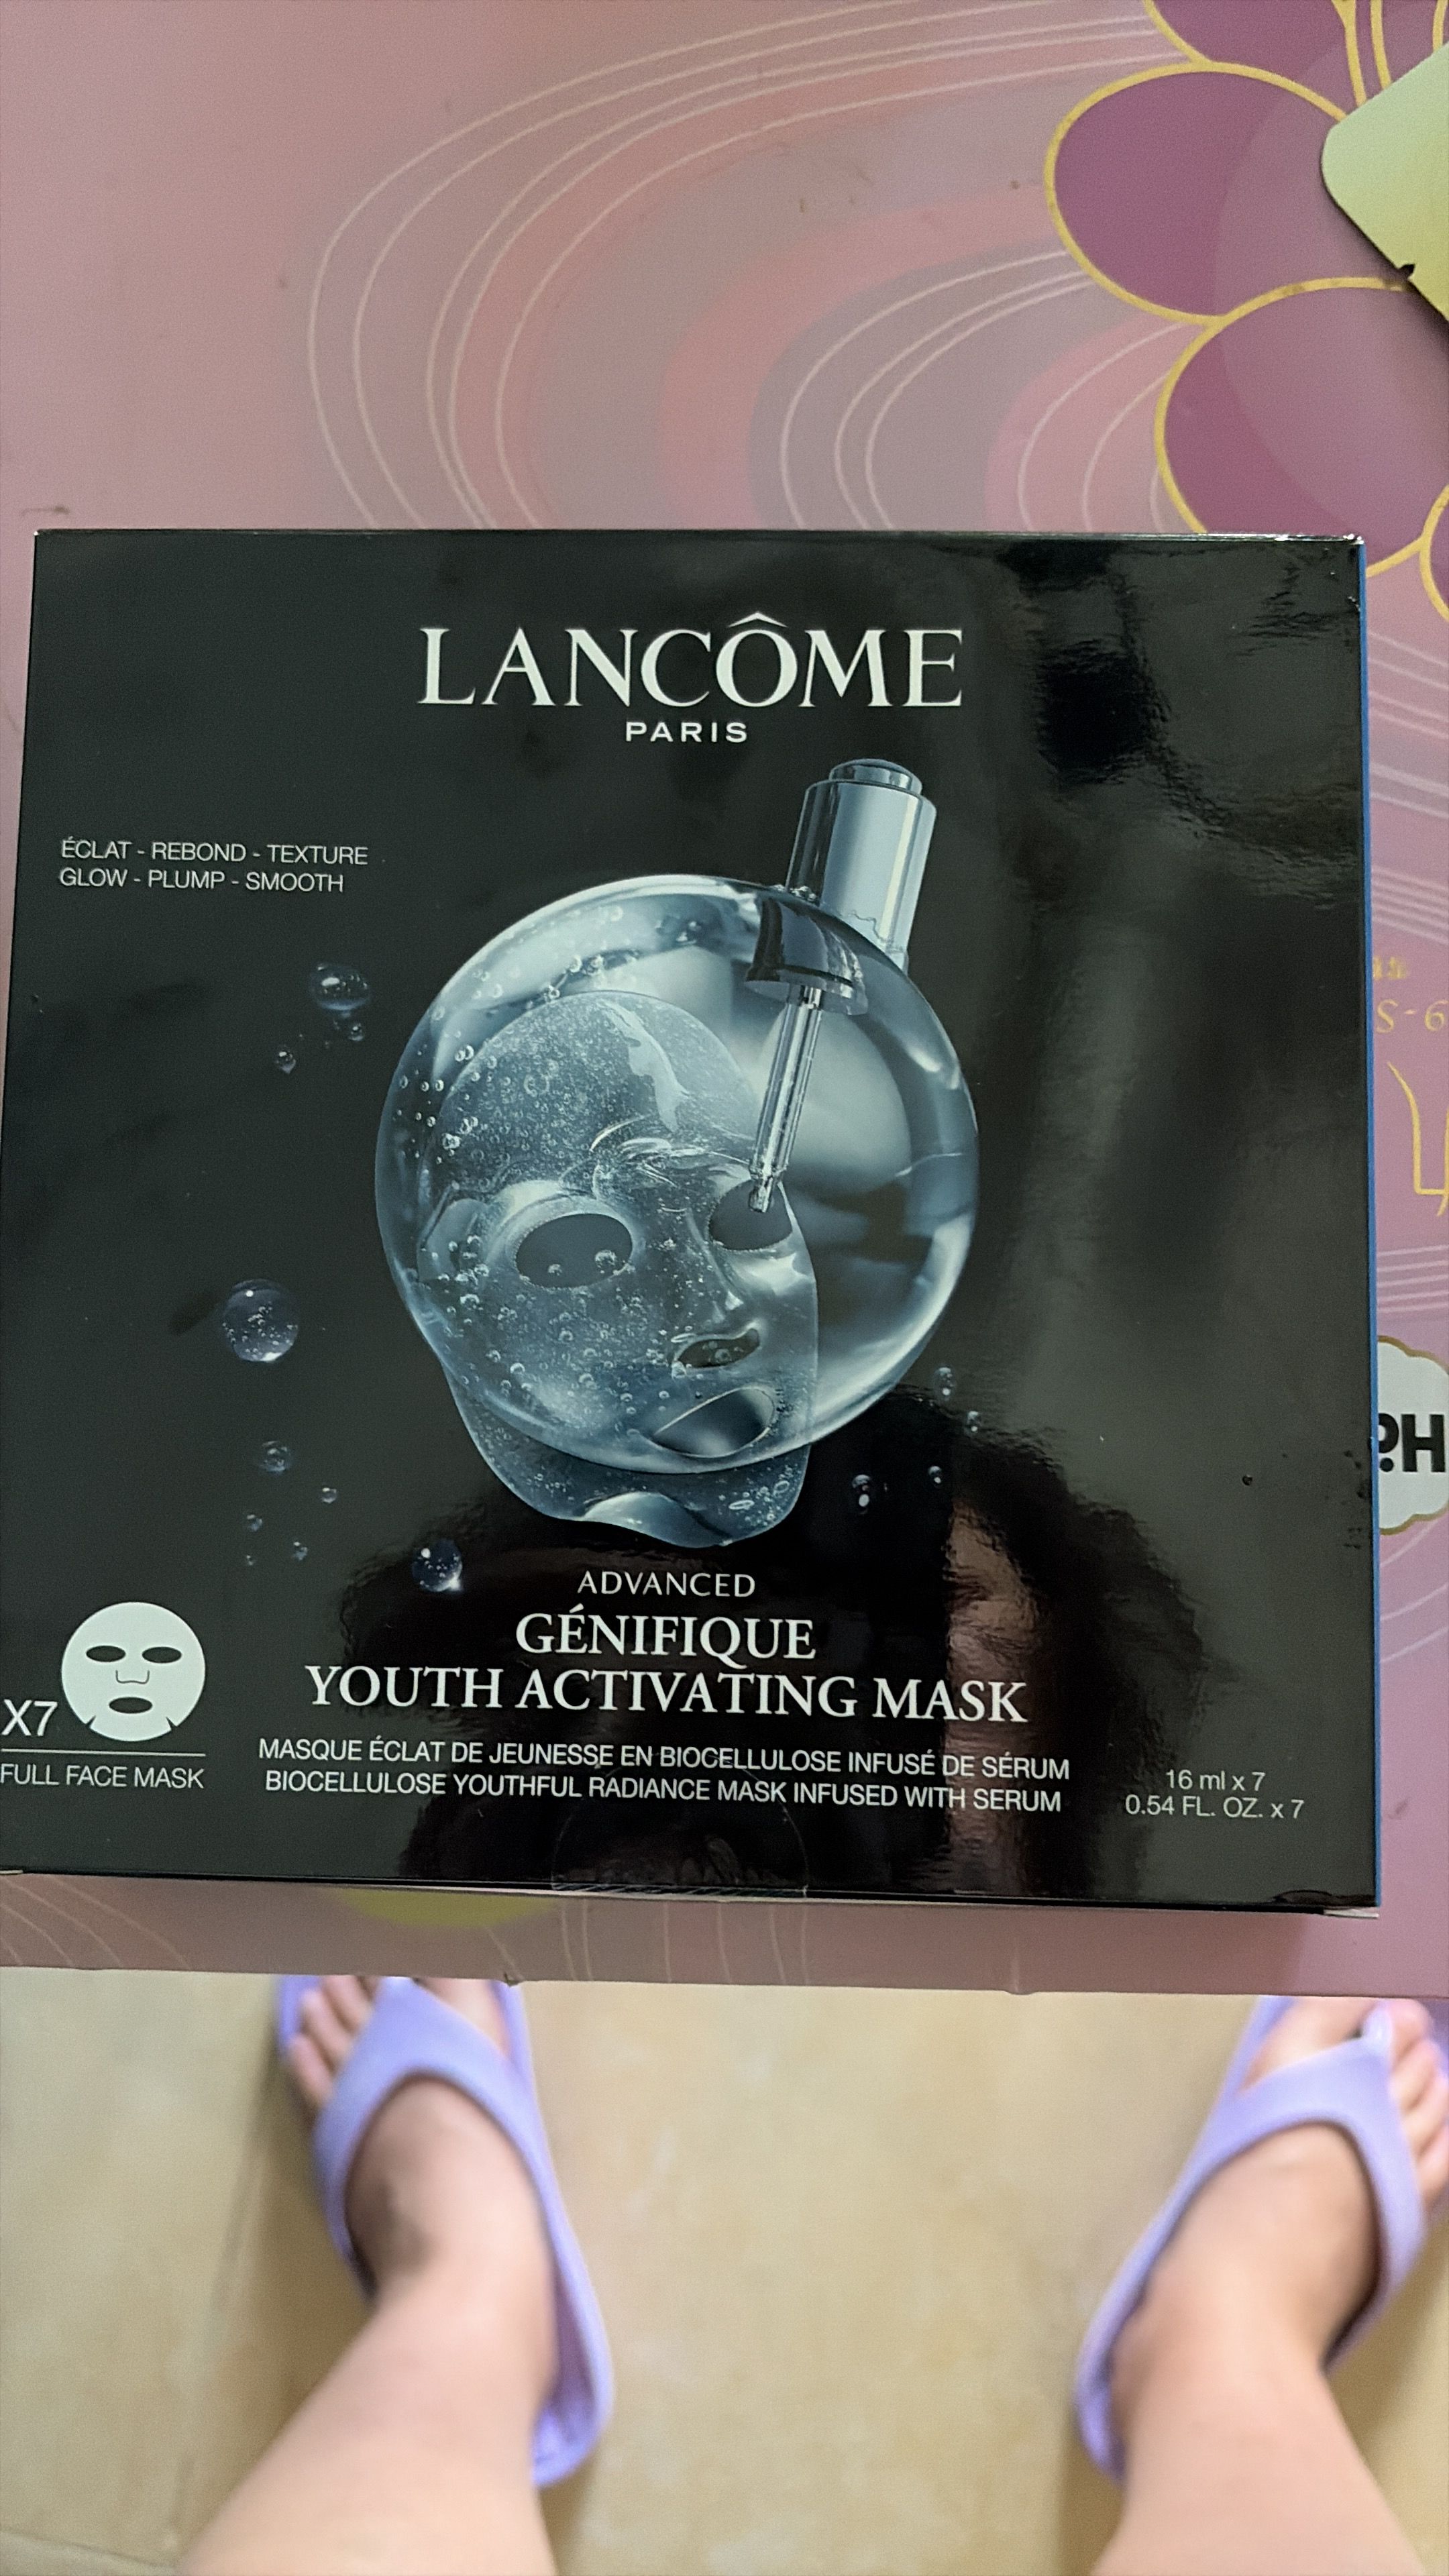 LANCÔME
PARIS
ÉCLAT - REBOND - TEXTURE
GLOW - PLUMP - SMOOTH
ADVANCED
GÉNIFIQUE
YOUTH ACTIVATING MASK
MASQUE ÉCLAT DE JEUNESSE EN BIOCELLULOSE INFUSÉ DE SÉRUM
BIOCELLULOSE YOUTHFUL RADIANCE MASK INFUSED WITH SERUM
X7
FULL FACE MASK
16 ml x 7
0.54 FL. OZ. x 7
S-6